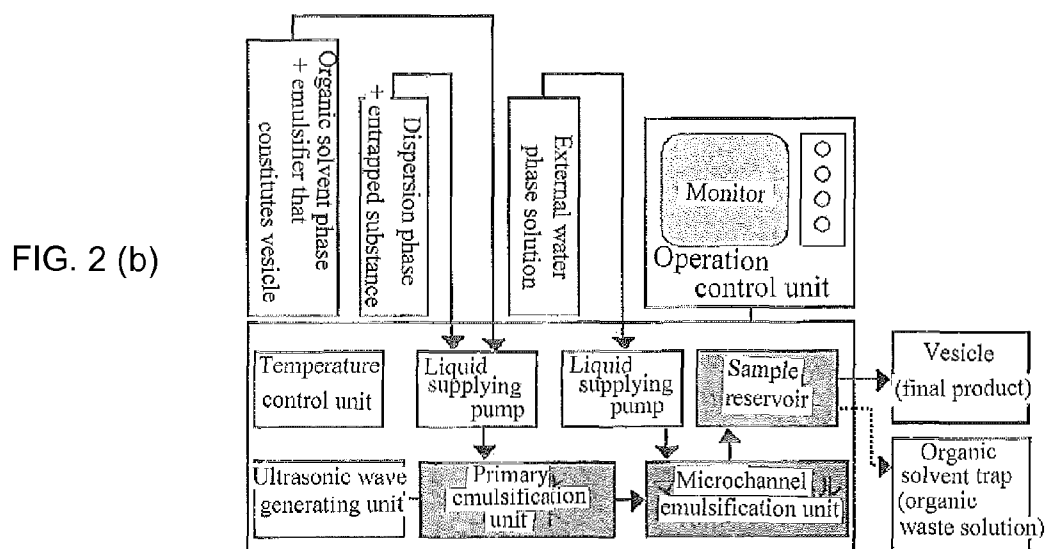 FIG. 2 (b)
Organic solvent phase
+ emulsifier that
constitutes vesicle
Dispersion phase
+ entrapped substance
External water
phase solution
Monitor
Operation
control unit
Temperature
control unit
Liquid
supplying
pump
Liquid
supplying
pump
Sample
reservoir
Vesicle
(final product)
Ultrasonic wave
generating unit
Primary
emulsification
unit
Microchannel
emulsification unit
Organic
solvent trap
(organic
waste solution)